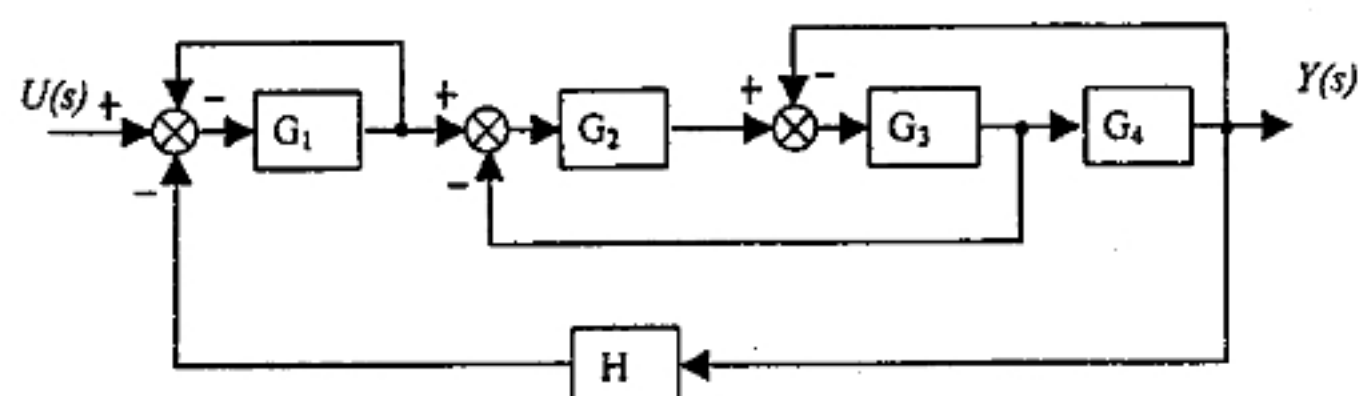 U(s) + − G₁ + G₂ + − G₃ G₄ Y(s)
− −
H